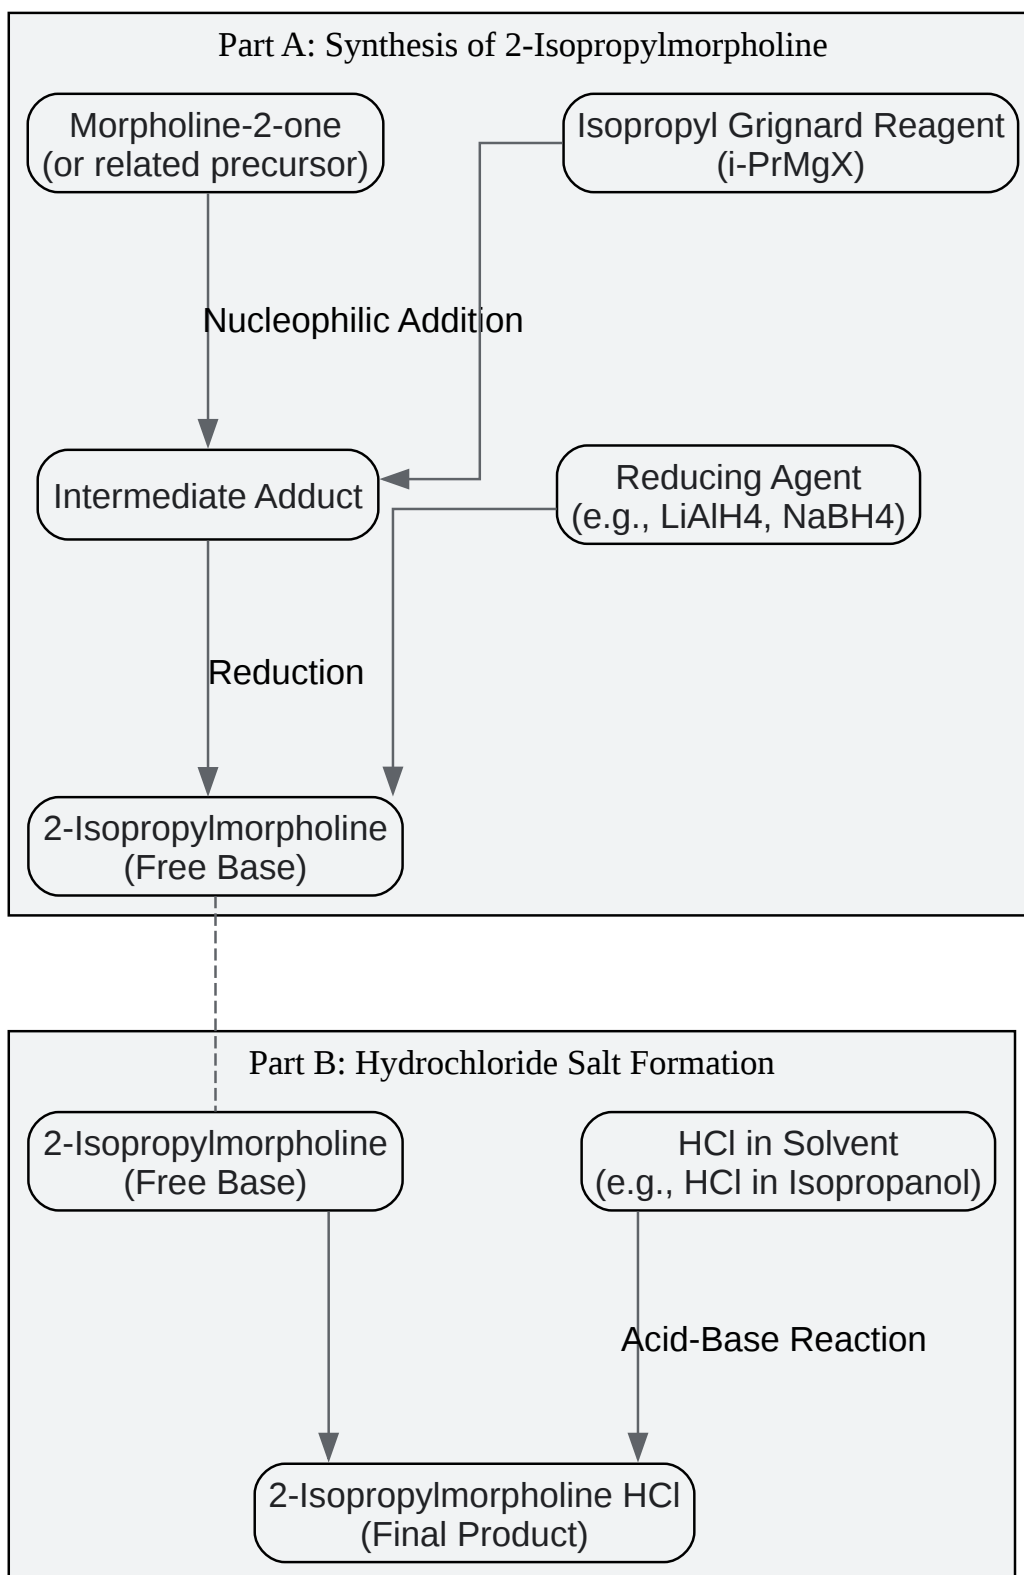 Part A: Synthesis of 2-Isopropylmorpholine
Morpholine-2-one
(or related precursor)
Isopropyl Grignard Reagent
(i-PrMgX)
Nucleophilic Addition
Intermediate Adduct
Reducing Agent
(e.g., LiAlH4, NaBH4)
Reduction
2-Isopropylmorpholine
(Free Base)
Part B: Hydrochloride Salt Formation
2-Isopropylmorpholine
(Free Base)
HCl in Solvent
(e.g., HCl in Isopropanol)
Acid-Base Reaction
2-Isopropylmorpholine HCl
(Final Product)